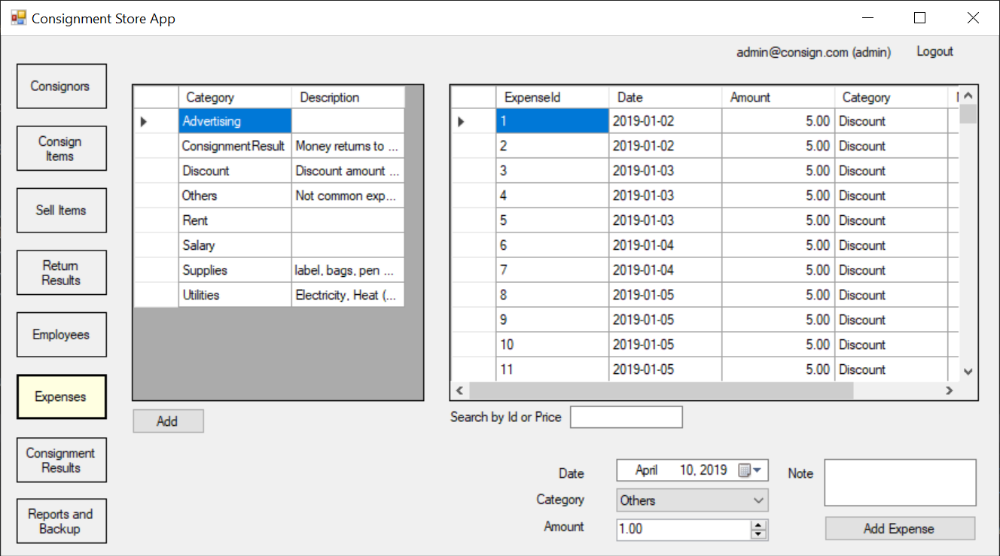 Consignment Store App
admin@consign.com (admin) Logout
Consignors
Consign
Items
Sell Items
Return
Results
Employees
Expenses
Consignment
Results
Reports and
Backup
Category Description
Advertising
ConsignmentResult Money returns to ...
Discount Discount amount ...
Others Not common exp...
Rent
Salary
Supplies label, bags, pen ...
Utilities Electricity, Heat (...
Add
ExpenseId Date Amount Category
1 2019-01-02 5.00 Discount
2 2019-01-02 5.00 Discount
3 2019-01-03 5.00 Discount
4 2019-01-03 5.00 Discount
5 2019-01-03 5.00 Discount
6 2019-01-04 5.00 Discount
7 2019-01-04 5.00 Discount
8 2019-01-05 5.00 Discount
9 2019-01-05 5.00 Discount
10 2019-01-05 5.00 Discount
11 2019-01-05 5.00 Discount
Search by Id or Price
Date April 10, 2019
Category Others
Amount 1.00
Note
Add Expense